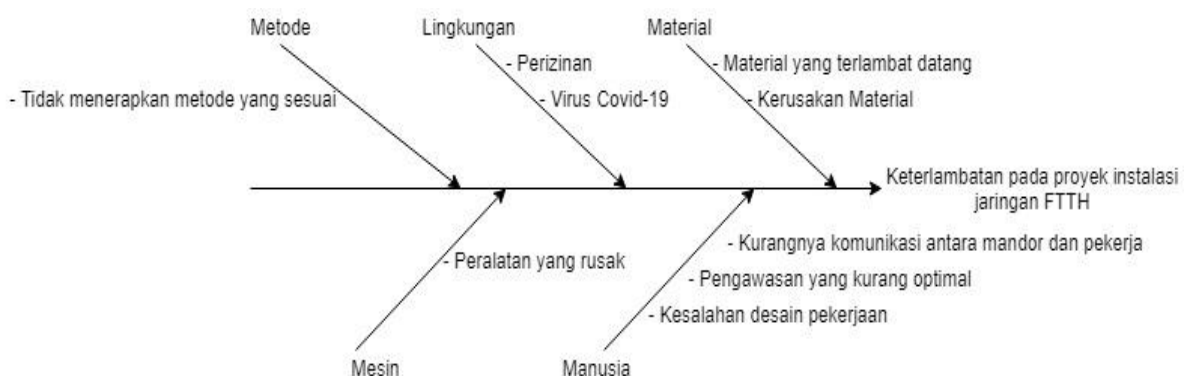 Metode
Lingkungan
Material
- Perizinan
- Material yang terlambat datang
- Tidak menerapkan metode yang sesuai
- Virus Covid-19
- Kerusakan Material
Keterlambatan pada proyek instalasi
jaringan FTTH
- Kurangnya komunikasi antara mandor dan pekerja
- Peralatan yang rusak
- Pengawasan yang kurang optimal
- Kesalahan desain pekerjaan
Mesin
Manusia